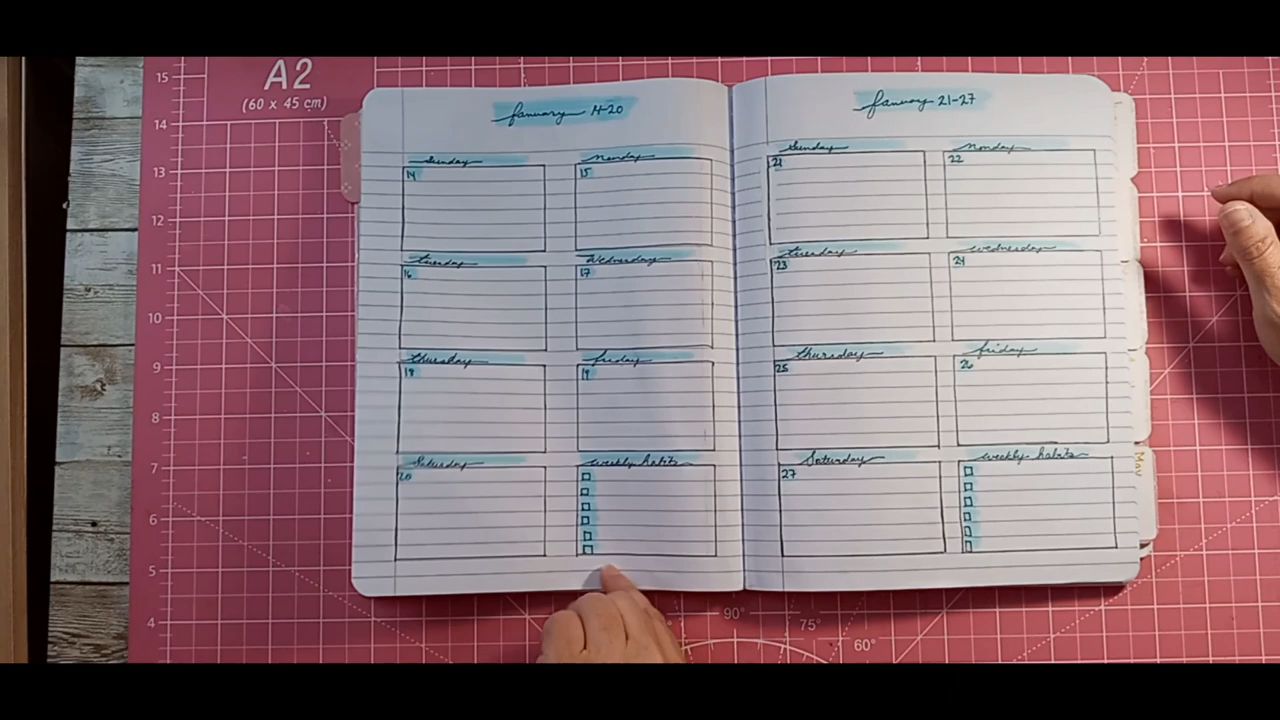 A2
(60 x 45 cm)
15
14
13
12
11
10
9
8
7
6
5
4
January 14-20
Sunday
14
Monday
15
Tuesday
16
Wednesday
17
Thursday
18
Friday
19
Saturday
20
weekly habits
January 21-27
Sunday
21
Monday
22
Tuesday
23
Wednesday
24
Thursday
25
Friday
26
Saturday
27
weekly habits
MAY
90°
75°
60°